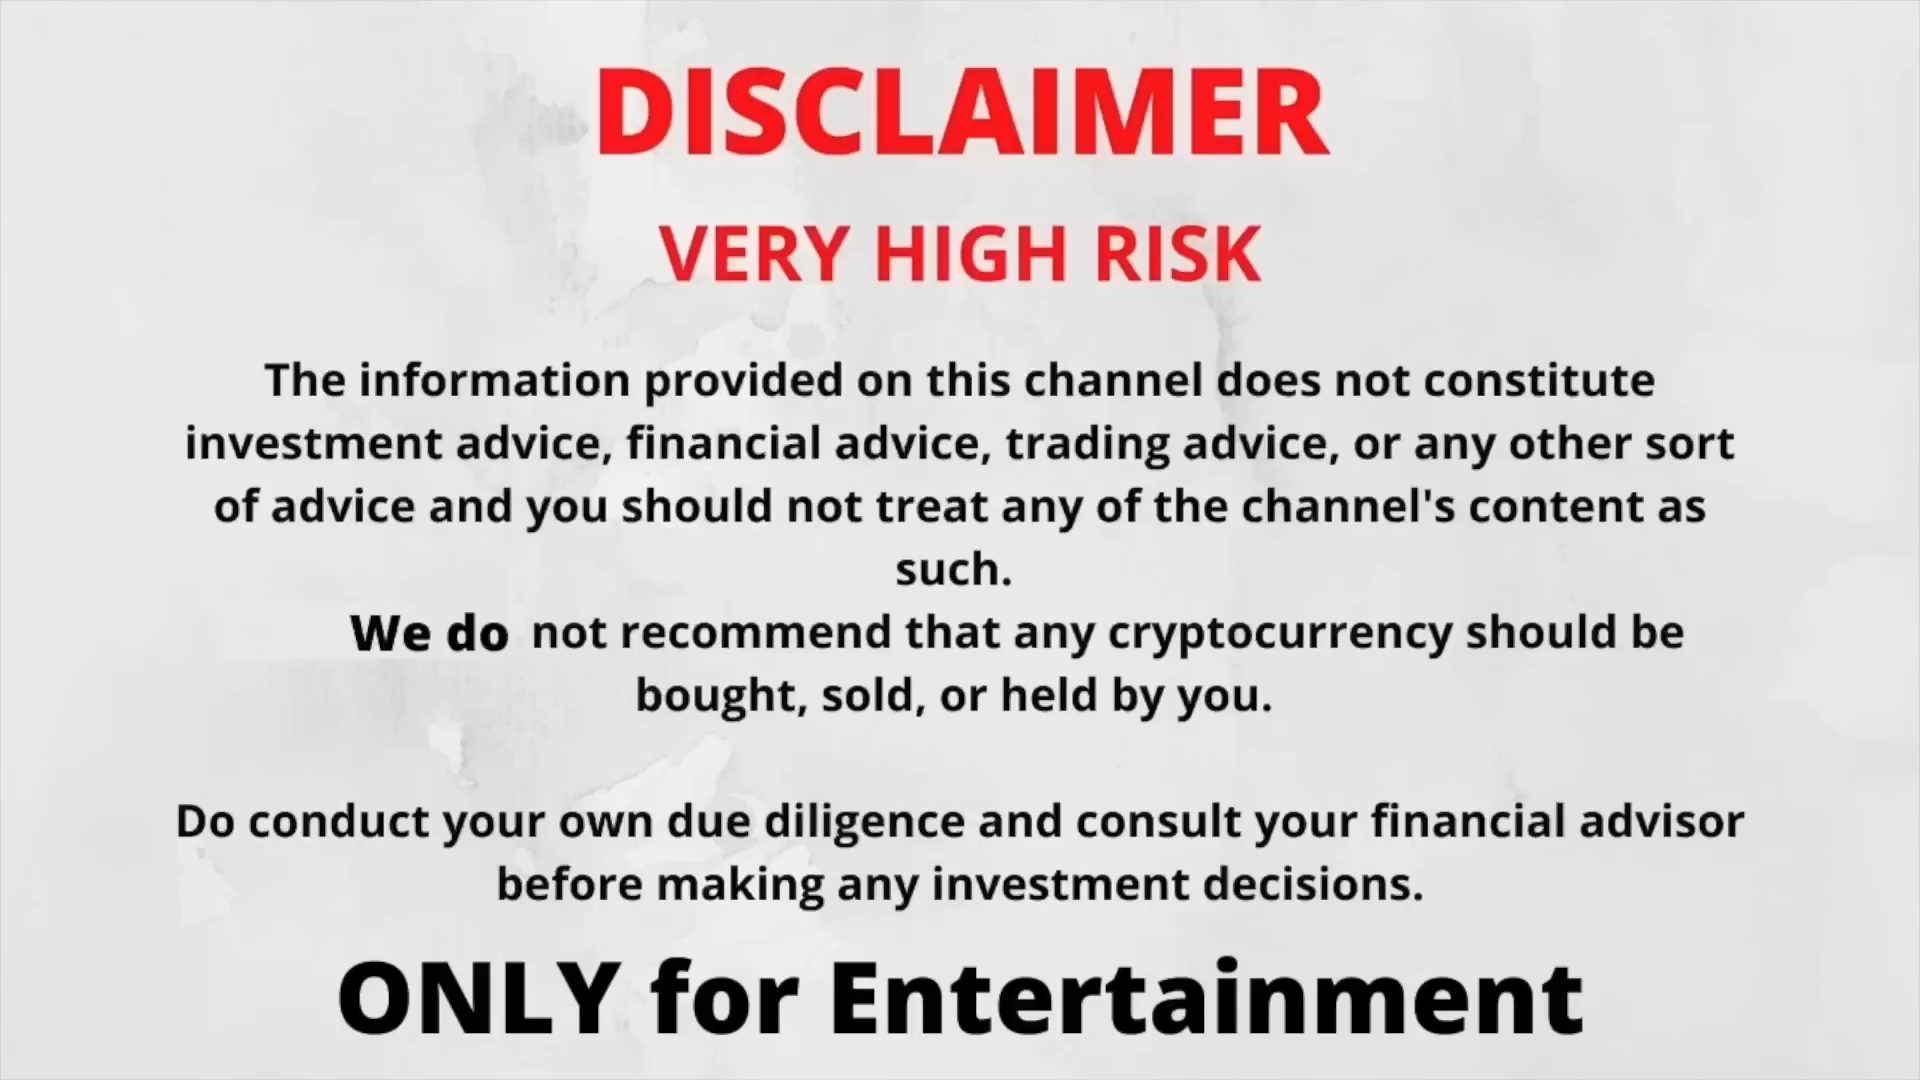 DISCLAIMER
VERY HIGH RISK
The information provided on this channel does not constitute
investment advice, financial advice, trading advice, or any other sort
of advice and you should not treat any of the channel's content as
such.
We do not recommend that any cryptocurrency should be
bought, sold, or held by you.
Do conduct your own due diligence and consult your financial advisor
before making any investment decisions.
ONLY for Entertainment